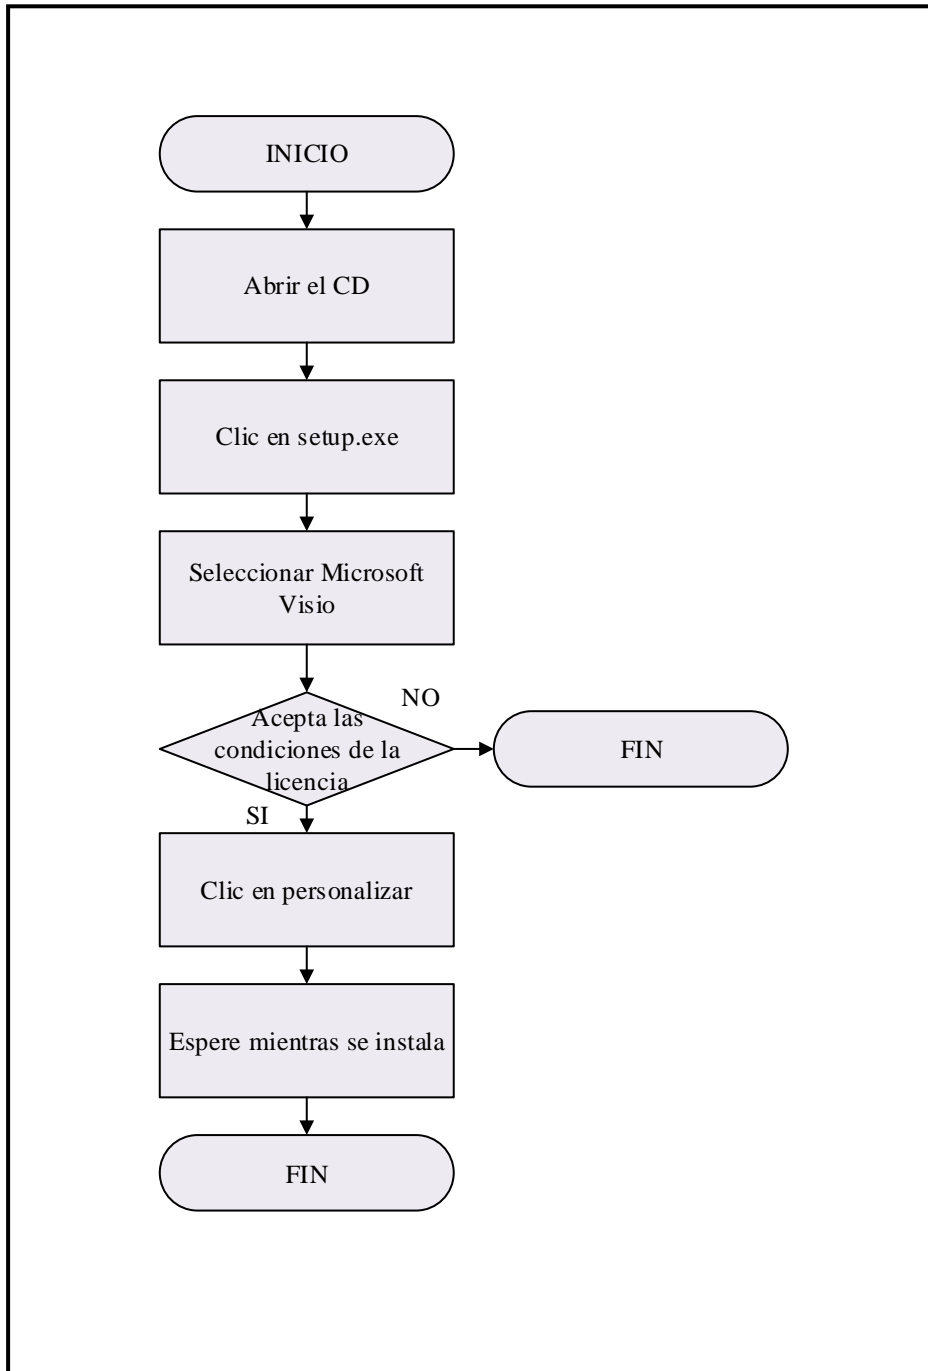 INICIO
Abrir el CD
Clic en setup.exe
Seleccionar Microsoft
Visio
NO
Acepta las
condiciones de la
licencia
FIN
SI
Clic en personalizar
Espere mientras se instala
FIN